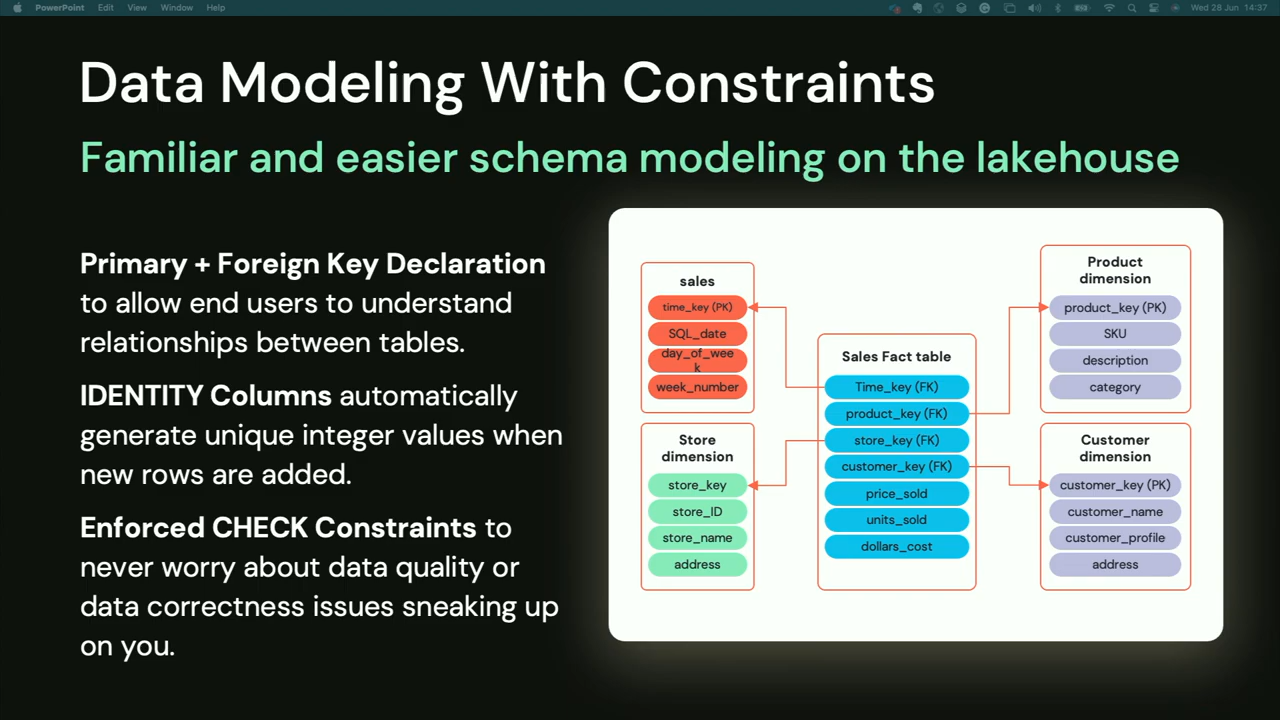 PowerPoint Edit View Window Help
Wed 28 Jun 14:37
Data Modeling With Constraints
Familiar and easier schema modeling on the lakehouse
Primary + Foreign Key Declaration
to allow end users to understand
relationships between tables.
IDENTITY Columns automatically
generate unique integer values when
new rows are added.
Enforced CHECK Constraints to
never worry about data quality or
data correctness issues sneaking up
on you.
sales
time_key (PK)
SQL_date
day_of_wee
k
week_number
Store
dimension
store_key
store_ID
store_name
address
Sales Fact table
Time_key (FK)
product_key (FK)
store_key (FK)
customer_key (FK)
price_sold
units_sold
dollars_cost
Product
dimension
product_key (PK)
SKU
description
category
Customer
dimension
customer_key (PK)
customer_name
customer_profile
address